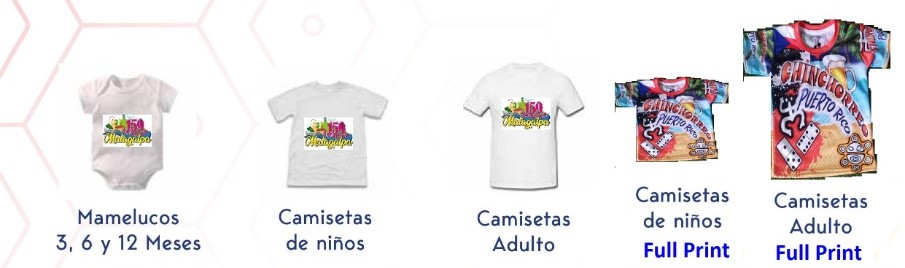 150
Matagalpa
Mamelucos
3, 6 y 12 Meses
150
Matagalpa
Camisetas
de niños
150
Matagalpa
Camisetas
Adulto
CHINCHORREO
PUERTO RICO
Camisetas
de niños
Full Print
CHINCHORREO
PUERTO RICO
Camisetas
Adulto
Full Print